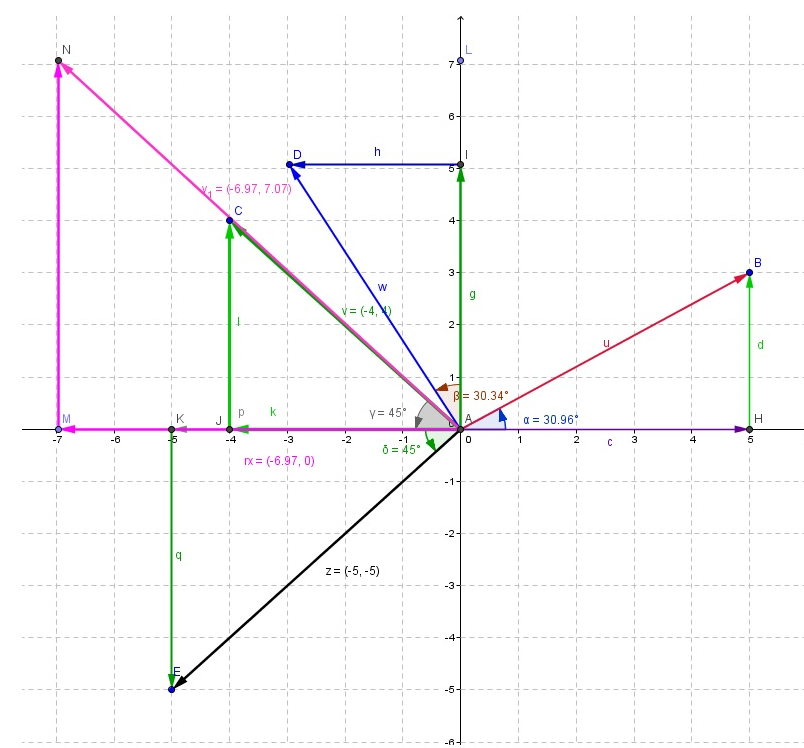 N
L
7
6
D
h
I
5
v₁ = (-6.97, 7.07)
C
4
B
3
w
g
v = (-4, 4)
l
2
u
d
1
β = 30.34°
M
K
J
p
k
γ = 45°
A
α = 30.96°
H
-7
-6
-5
-4
-3
-2
-1
0
1
2
3
4
5
c
δ = 45°
rx = (-6.97, 0)
-1
-2
q
z = (-5, -5)
-3
-4
E
-5
-6